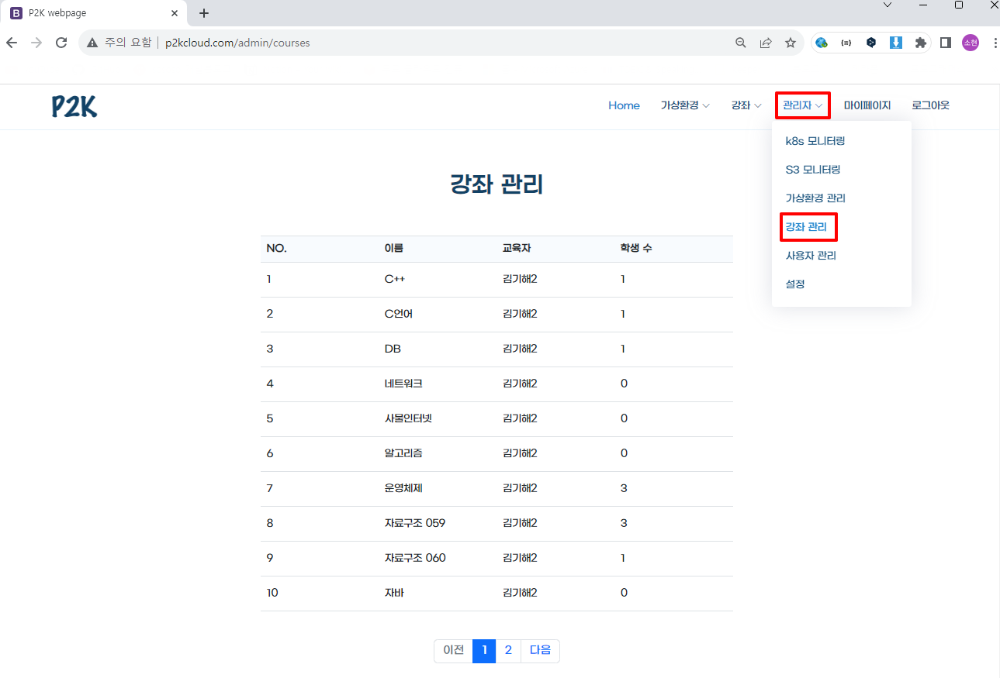 P2K webpage
주의 요함 p2kcloud.com/admin/courses
소현
P2K
Home 가상환경 강좌 관리자 마이페이지 로그아웃
k8s 모니터링
S3 모니터링
가상환경 관리
강좌 관리
사용자 관리
설정
강좌 관리
NO. 이름 교육자 학생 수
1 C++ 김기해2 1
2 C언어 김기해2 1
3 DB 김기해2 1
4 네트워크 김기해2 0
5 사물인터넷 김기해2 0
6 알고리즘 김기해2 0
7 운영체제 김기해2 3
8 자료구조 059 김기해2 3
9 자료구조 060 김기해2 1
10 자바 김기해2 0
이전 1 2 다음